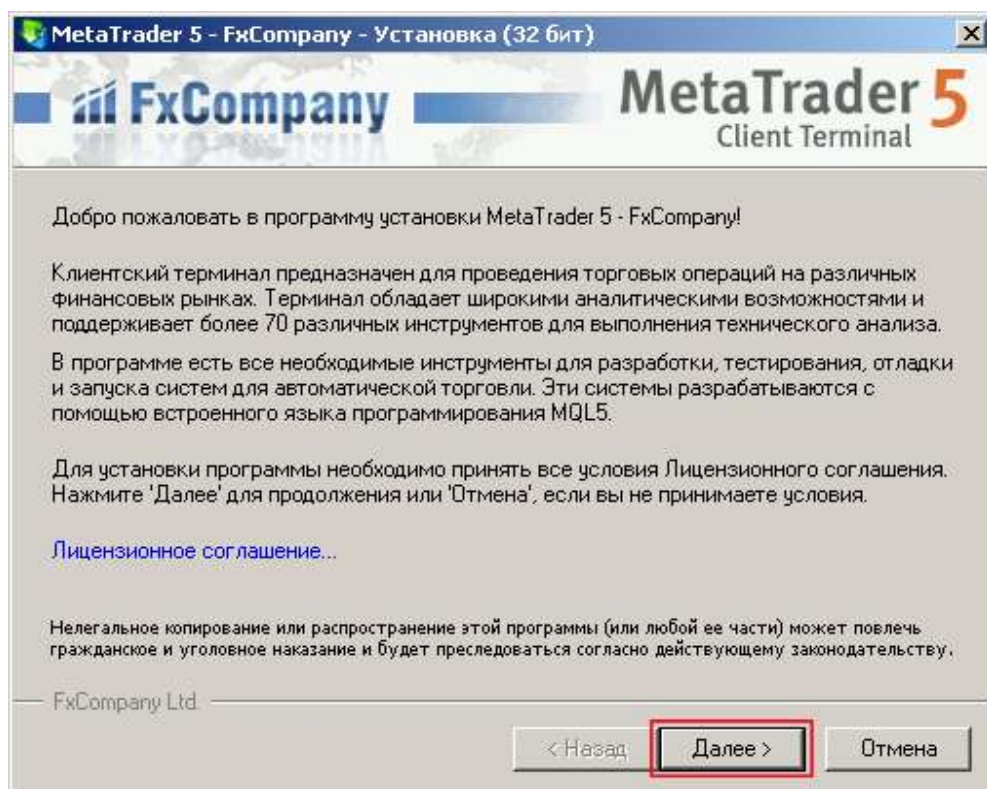 MetaTrader 5 - FxCompany - Установка (32 бит)
FxCompany
MetaTrader 5
Client Terminal
Добро пожаловать в программу установки MetaTrader 5 - FxCompany!
Клиентский терминал предназначен для проведения торговых операций на различных
финансовых рынках. Терминал обладает широкими аналитическими возможностями и
поддерживает более 70 различных инструментов для выполнения технического анализа.
В программе есть все необходимые инструменты для разработки, тестирования, отладки
и запуска систем для автоматической торговли. Эти системы разрабатываются с
помощью встроенного языка программирования MQL5.
Для установки программы необходимо принять все условия Лицензионного соглашения.
Нажмите 'Далее' для продолжения или 'Отмена', если вы не принимаете условия.
Лицензионное соглашение...
Нелегальное копирование или распространение этой программы (или любой ее части) может повлечь
гражданское и уголовное наказание и будет преследоваться согласно действующему законодательству.
FxCompany Ltd.
< Назад Далее > Отмена